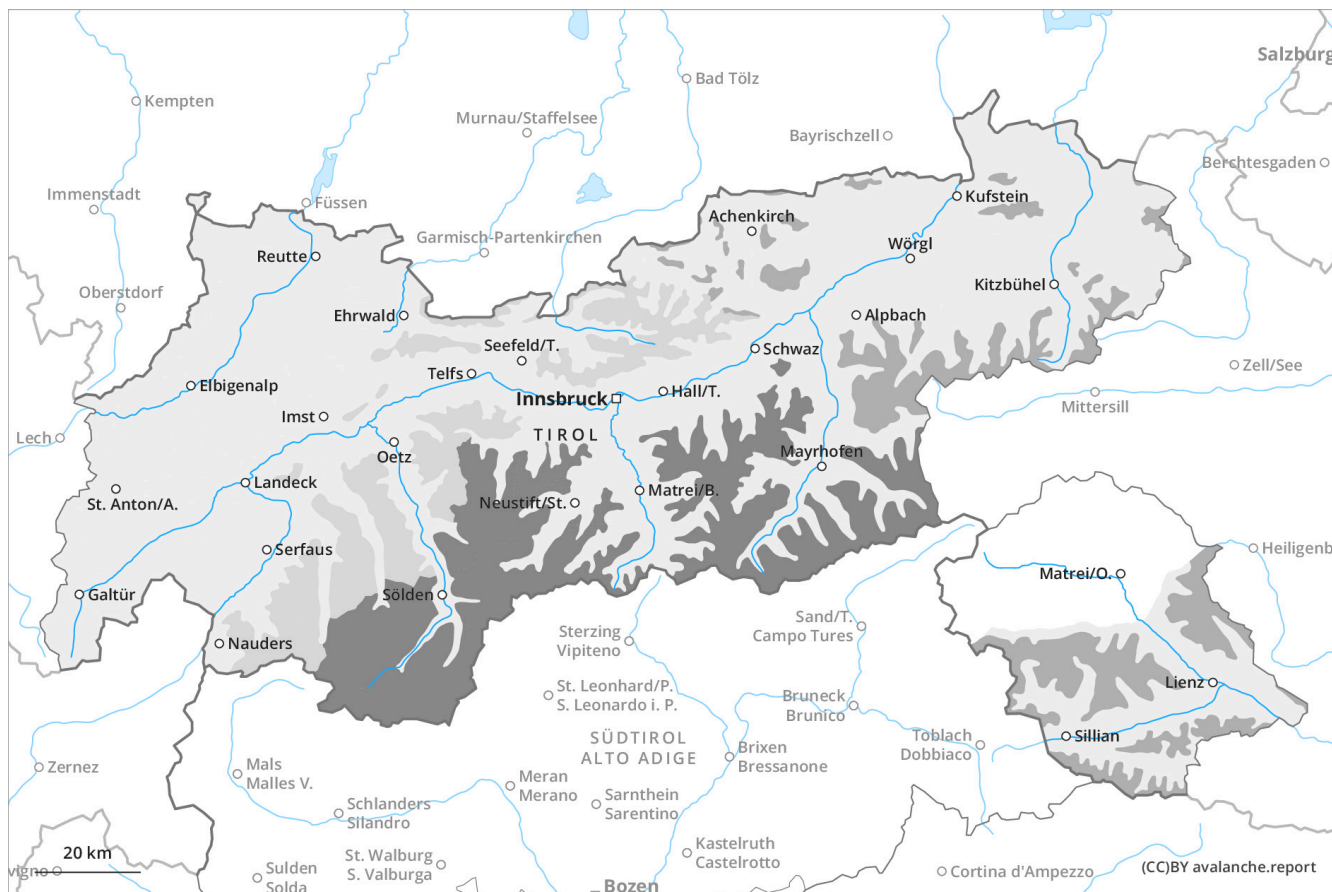 Salzburg
Bad Tölz
Kempten
Murnau/Staffelsee
Bayrischzell
Berchtesgaden
Immenstadt
Füssen
Kufstein
Achenkirch
Garmisch-Partenkirchen
Wörgl
Reutte
Kitzbühel
Oberstdorf
Ehrwald
Alpbach
Seefeld/T.
Schwaz
Zell/See
Telfs
Elbigenalp
Innsbruck
Hall/T.
Mittersill
Imst
Lech
TIROL
Oetz
Mayrhofen
Landeck
Matrei/B.
St. Anton/A.
Neustift/St.
Serfaus
Heiligenb
Matrei/O.
Galtür
Sölden
Sand/T.
Campo Tures
Sterzing
Vipiteno
Nauders
Lienz
St. Leonhard/P.
S. Leonardo i. P.
Bruneck
Brunico
SÜDTIROL
ALTO ADIGE
Toblach
Dobbiaco
Sillian
Brixen
Bressanone
Zernez
Mals
Malles V.
Meran
Merano
Schlanders
Silandro
Sarnthein
Sarentino
Kastelruth
Castelrotto
20 km
St. Walburg
S. Valburga
vigno
Sulden
Solda
Cortina d'Ampezzo
(CC)BY avalanche.report
Bozen